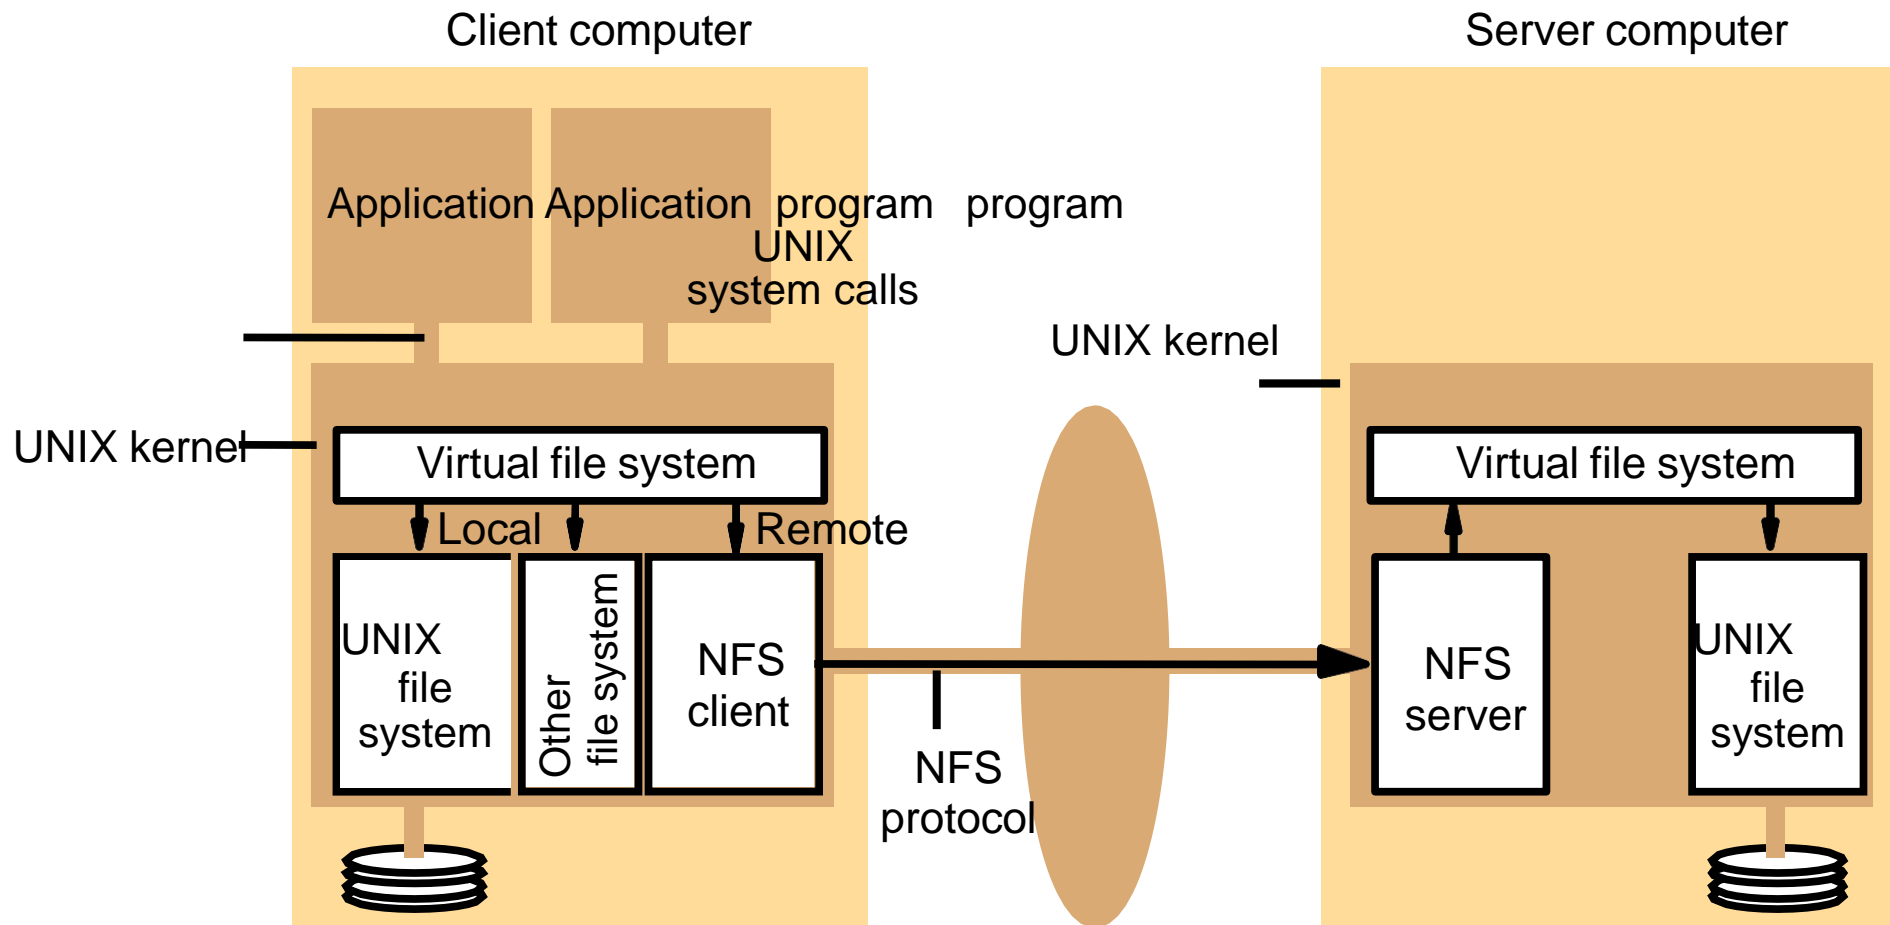 Client computer
Server computer
Application Application program program
UNIX
system calls
UNIX kernel
UNIX kernel
Virtual file system
Virtual file system
Local
Remote
UNIX
file
system
Other
file system
NFS
client
NFS
server
UNIX
file
system
NFS
protocol